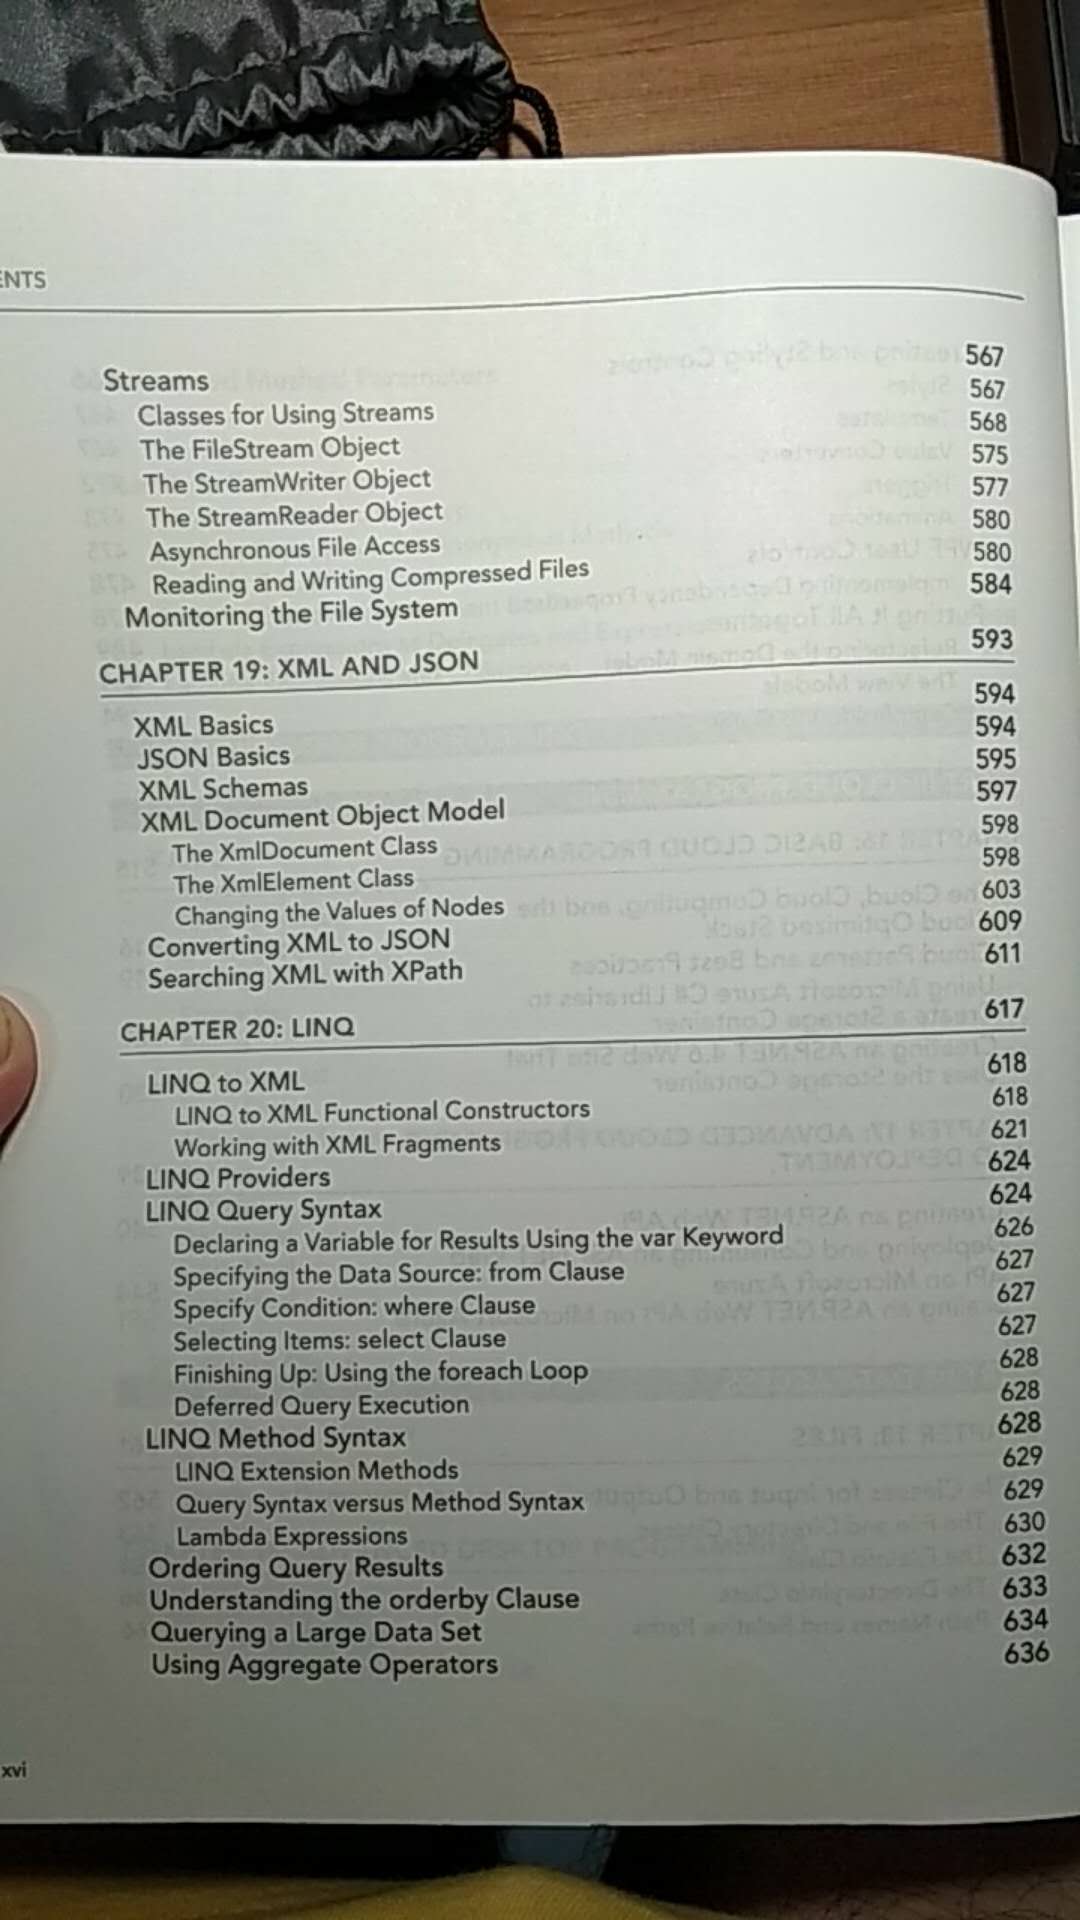 ENTS
Streams 567
Classes for Using Streams 567
The FileStream Object 568
The StreamWriter Object 575
The StreamReader Object 577
Asynchronous File Access 580
Reading and Writing Compressed Files 580
Monitoring the File System 584
CHAPTER 19: XML AND JSON 593
XML Basics 594
JSON Basics 594
XML Schemas 595
XML Document Object Model 597
The XmlDocument Class 598
The XmlElement Class 598
Changing the Values of Nodes 603
Converting XML to JSON 609
Searching XML with XPath 611
CHAPTER 20: LINQ 617
LINQ to XML 618
LINQ to XML Functional Constructors 618
Working with XML Fragments 621
LINQ Providers 624
LINQ Query Syntax 624
Declaring a Variable for Results Using the var Keyword 626
Specifying the Data Source: from Clause 627
Specify Condition: where Clause 627
Selecting Items: select Clause 627
Finishing Up: Using the foreach Loop 628
Deferred Query Execution 628
LINQ Method Syntax 628
LINQ Extension Methods 629
Query Syntax versus Method Syntax 629
Lambda Expressions 630
Ordering Query Results 632
Understanding the orderby Clause 633
Querying a Large Data Set 634
Using Aggregate Operators 636
xvi